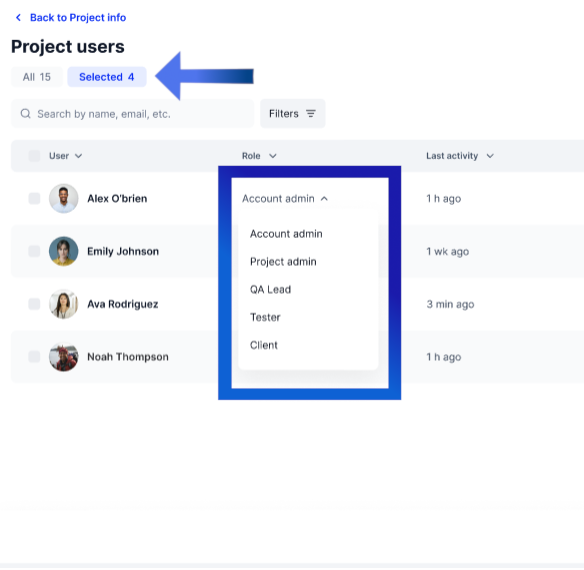 Back to Project info
Project users
All 15 Selected 4
Search by name, email, etc. Filters
User Role Last activity
Alex O'brien Account admin 1 h ago
Account admin
Emily Johnson 1 wk ago
Project admin
QA Lead
Ava Rodriguez 3 min ago
Tester
Client
Noah Thompson 1 h ago